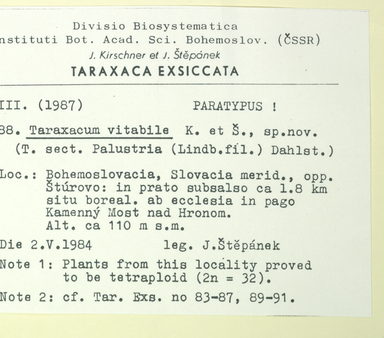 Divisio Biosystematica
nstituti Bot. Acad. Sci. Bohemoslov. (ČSSR)
J. Kirschner et J. Štěpánek
TARAXACA EXSICCATA
III. (1987) PARATYPUS !
88. Taraxacum vitabile K. et Š., sp.nov.
(T. sect. Palustria (Lindb.fil.) Dahlst.)
Loc.: Bohemoslovacia, Slovacia merid., opp.
Štúrovo: in prato subsalso ca 1.8 km
situ boreal. ab ecclesia in pago
Kamenný Most nad Hronom.
Alt. ca 110 m s.m.
Die 2.V.1984 leg. J.Štěpánek
Note 1: Plants from this locality proved
to be tetraploid (2n = 32).
Note 2: cf. Tar. Exs. no 83-87, 89-91.